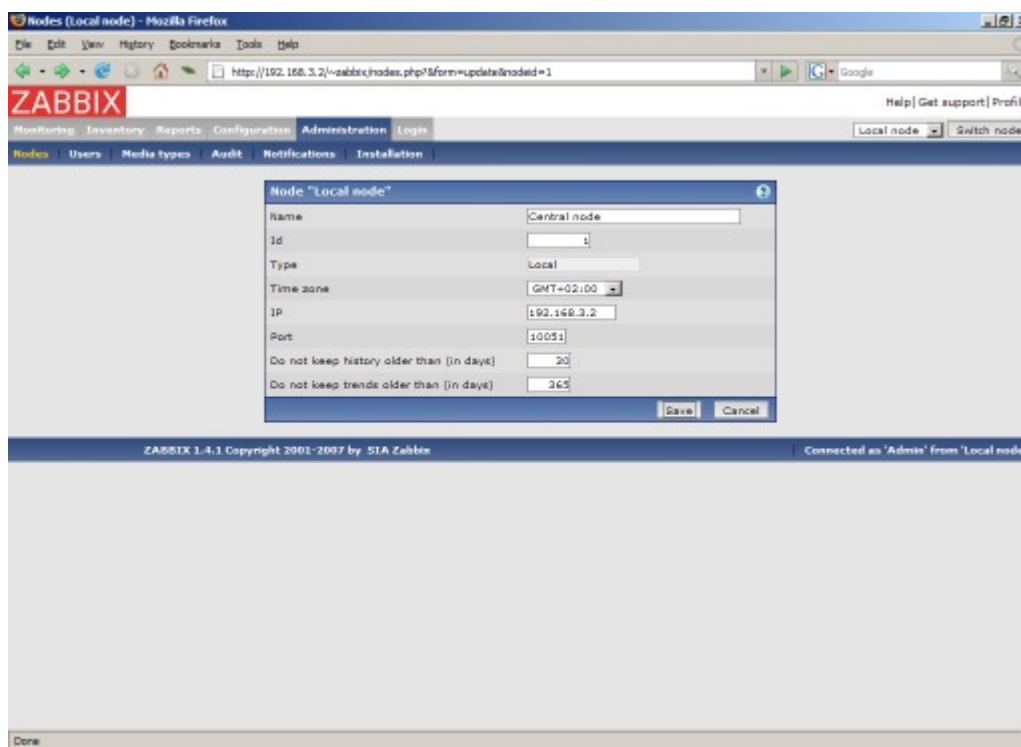 Nodes (Local node) - Mozilla Firefox
File Edit View History Bookmarks Tools Help
http://192.168.3.2/~zabbix/nodes.php?&form=update&nodeid=1 Google
ZABBIX
Help | Get support | Profil
Monitoring Inventory Reports Configuration Administration Login Local node Switch node
Nodes | Users | Media types | Audit | Notifications | Installation |
Node "Local node"
Name Central node
Id 1
Type Local
Time zone GMT+02:00
IP 192.168.3.2
Port 10051
Do not keep history older than (in days)
Do not keep trends older than (in days) 365
Save Cancel
ZABBIX 1.4.1 Copyright 2001-2007 by SIA Zabbix | Connected as 'Admin' from 'Local node
Done